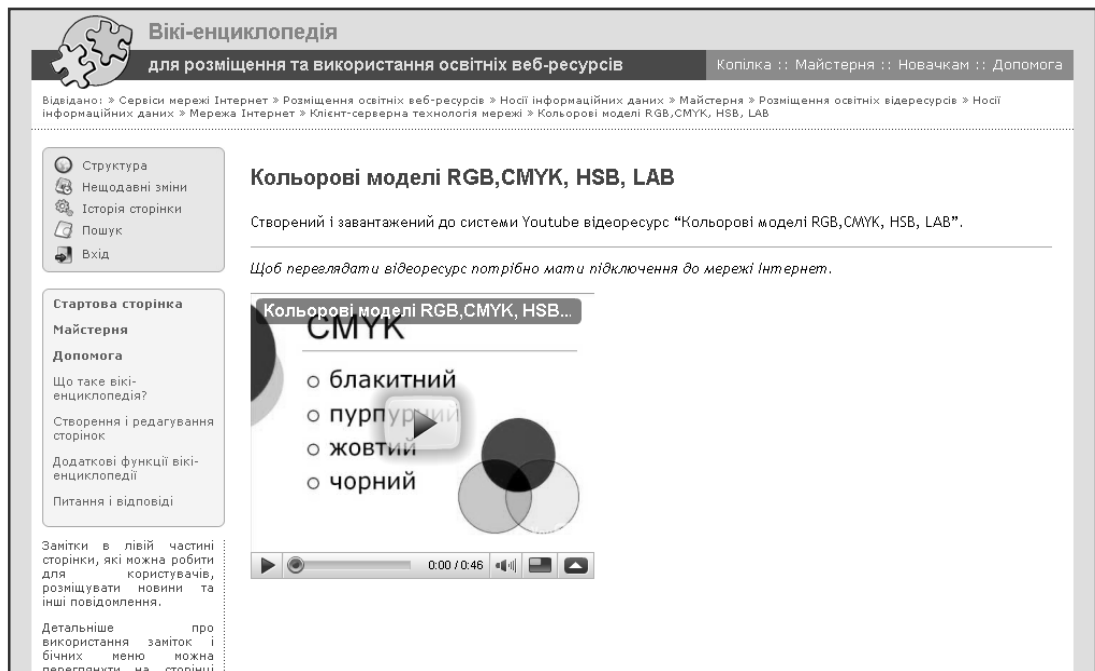 Вікі-енциклопедія
для розміщення та використання освітніх веб-ресурсів
Копілка :: Майстерня :: Новачкам :: Допомога
Відвідано: » Сервіси мережі Інтернет » Розміщення освітніх веб-ресурсів » Носії інформаційних даних » Майстерня » Розміщення освітніх відересурсів » Носії
інформаційних даних » Мережа Інтернет » Клієнт-серверна технологія мережі » Кольорові моделі RGB,CMYK, HSB, LAB
Структура
Нещодавні зміни
Історія сторінки
Пошук
Вхід
Стартова сторінка
Майстерня
Допомога
Що таке вікі-
енциклопедія?
Створення і редагування
сторінок
Додаткові функції вікі-
енциклопедії
Питання і відповіді
Замітки в лівій частині
сторінки, які можна робити
для користувачів,
розміщувати новини та
інші повідомлення.
Детальніше про
використання заміток і
бічних меню можна
переглянути на сторінці
Кольорові моделі RGB,CMYK, HSB, LAB
Створений і завантажений до системи Youtube відеоресурс “Кольорові моделі RGB,CMYK, HSB, LAB”.
Щоб переглядати відеоресурс потрібно мати підключення до мережі Інтернет.
Кольорові моделі RGB,CMYK, HSB...
CMYK
блакитний
пурпурний
жовтий
чорний
0:00 / 0:46